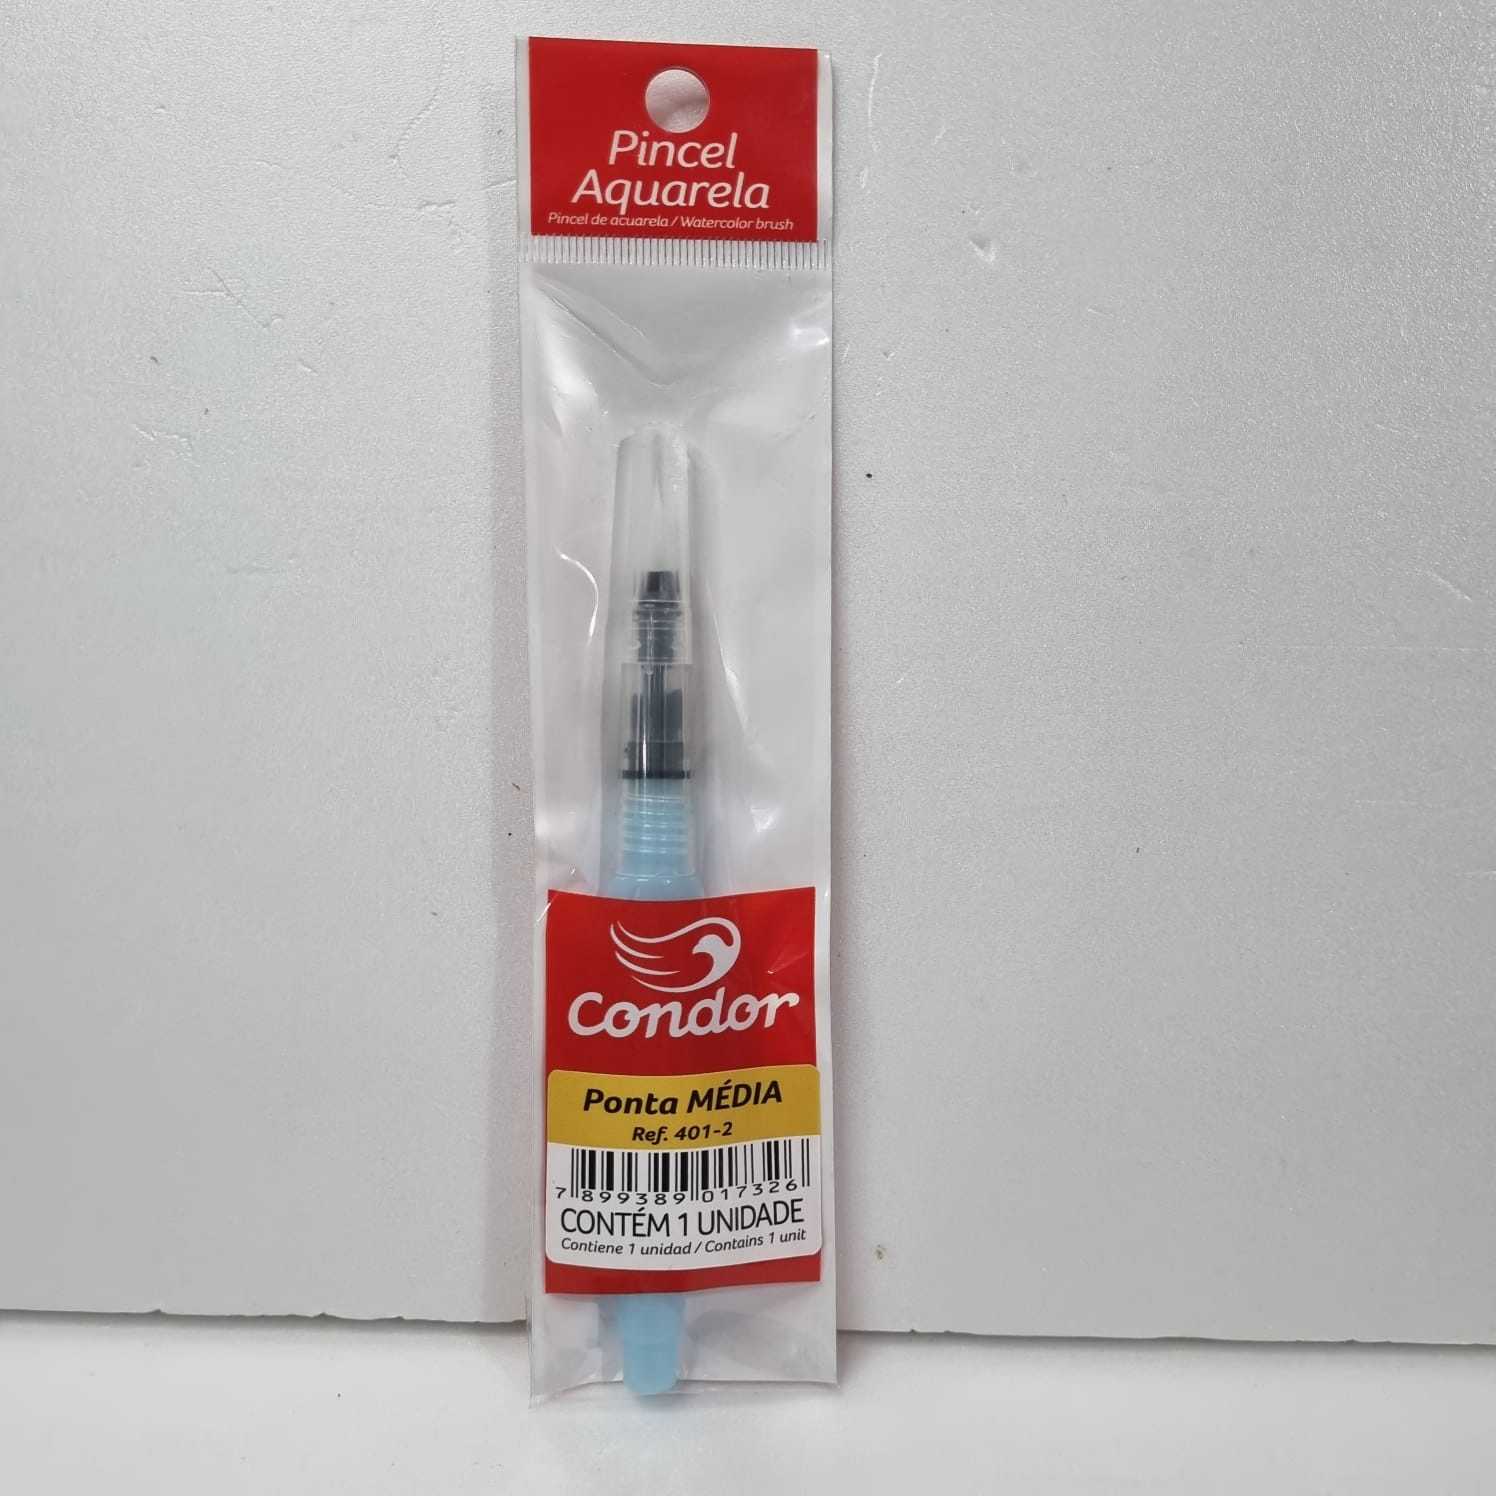 Pincel
Aquarela
Pincel de acuarela / Watercolor brush
Condor
Ponta MÉDIA
Ref. 401-2
7 899389 017326
CONTÉM 1 UNIDADE
Contiene 1 unidad / Contains 1 unit